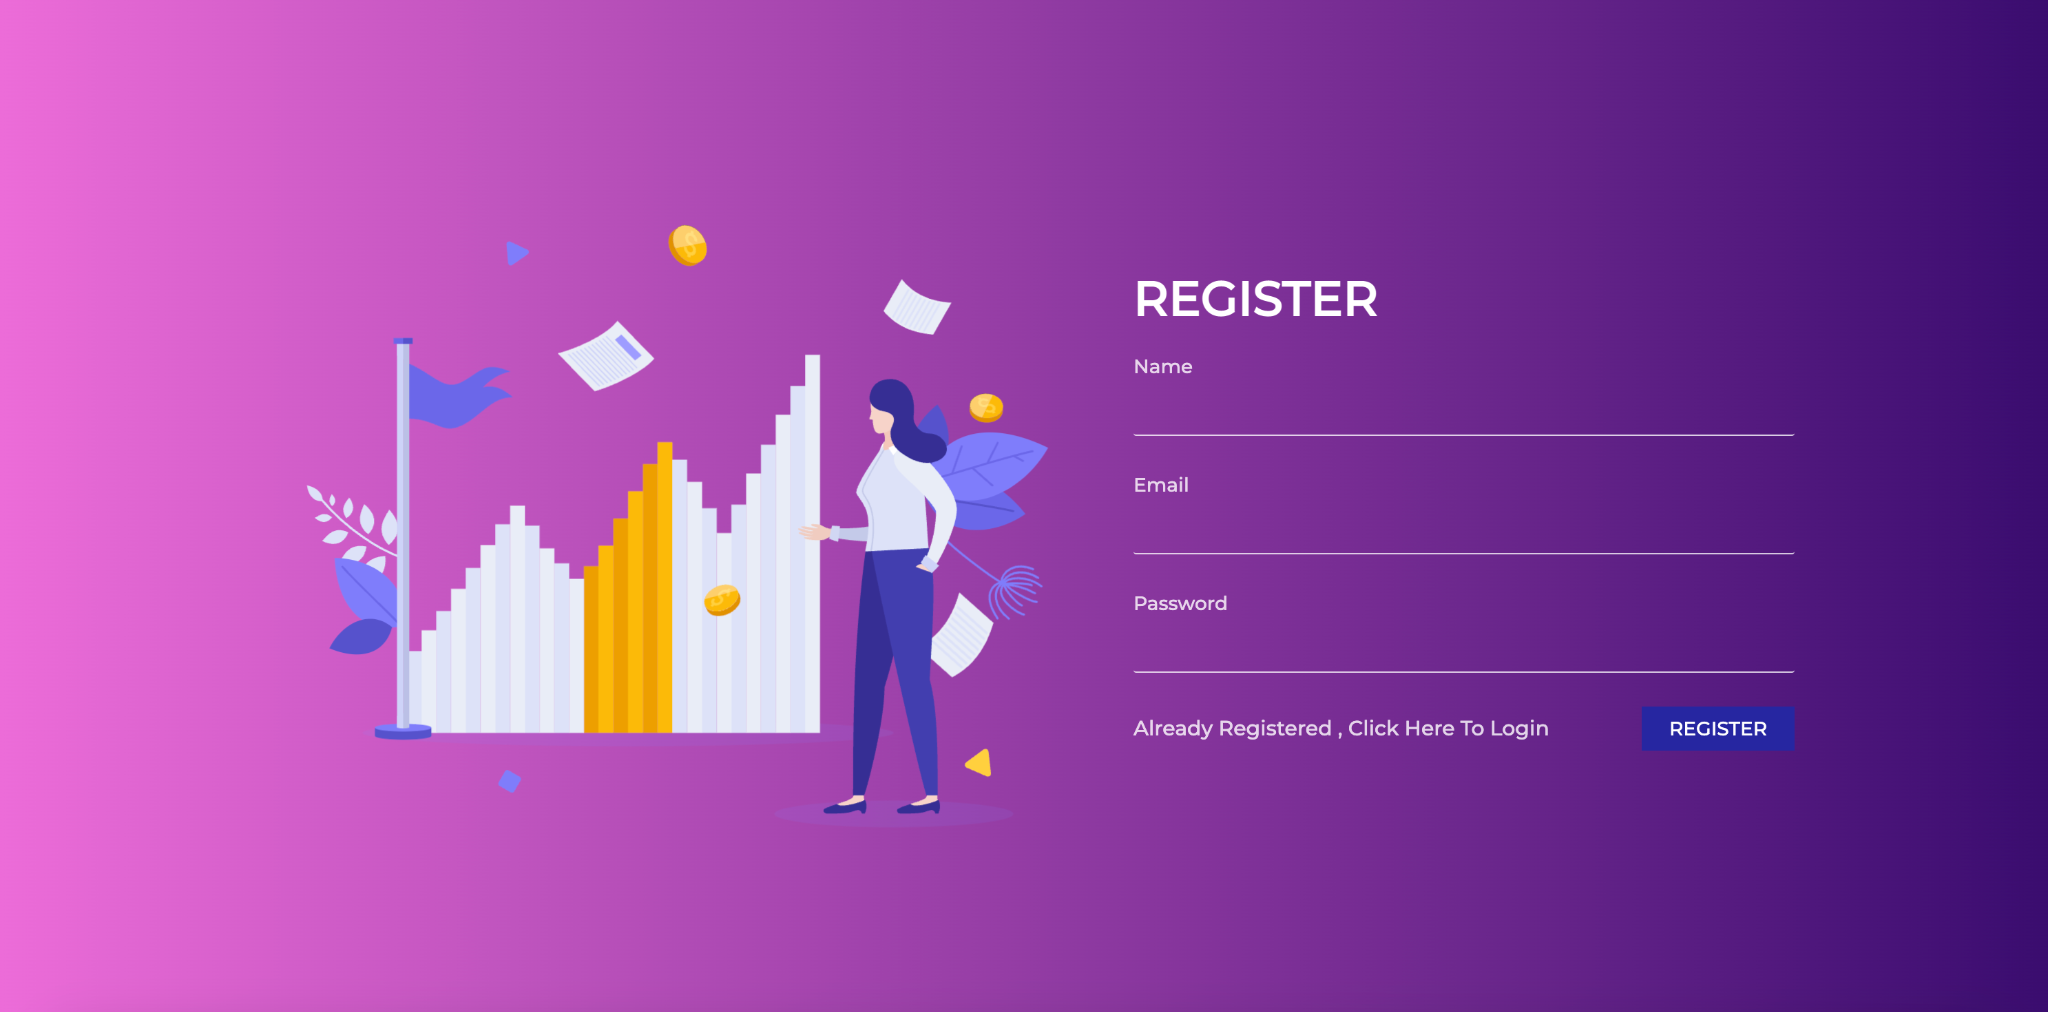 REGISTER
Name
Email
Password
Already Registered , Click Here To Login
REGISTER